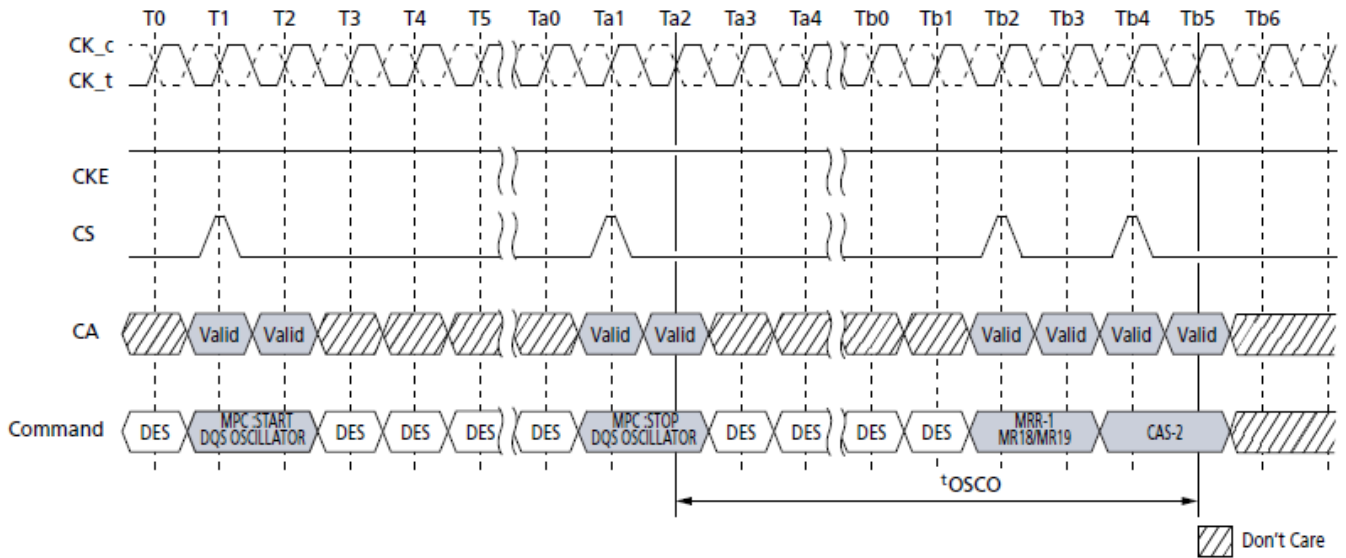 T0 T1 T2 T3 T4 T5 Ta0 Ta1 Ta2 Ta3 Ta4 Tb0 Tb1 Tb2 Tb3 Tb4 Tb5 Tb6
CK_c
CK_t
CKE
CS
CA Valid Valid Valid Valid Valid Valid Valid Valid
Command DES MPC :START DQS OSCILLATOR DES DES DES DES MPC :STOP DQS OSCILLATOR DES DES DES DES MRR-1 MR18/MR19 CAS-2
tOSCO
Don't Care